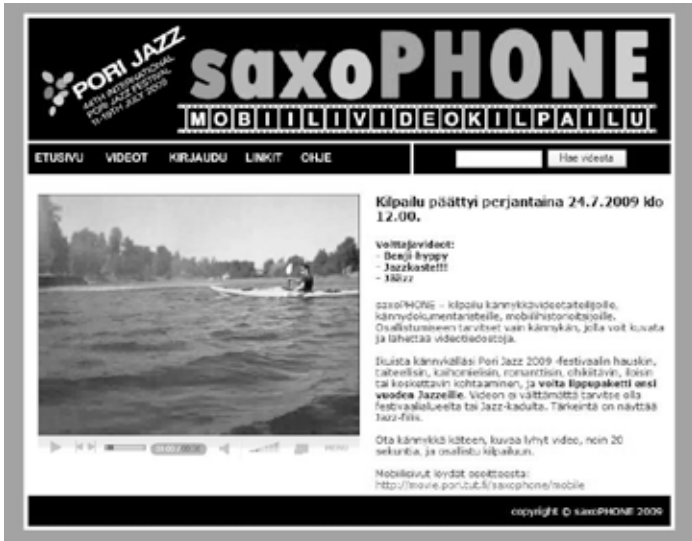 PORI JAZZ
44TH INTERNATIONAL
PORI JAZZ FESTIVAL
11-19TH JULY 2009
saxoPHONE
MOBIILIVIDEOKILPAILU
ETUSIVU VIDEOT KIRJAUDU LINKIT OHJE
Hae videota
Kilpailu päättyi perjantaina 24.7.2009 klo
12.00.
Voittajavideot:
- Benji hyppy
- Jazzkaste!!!
- Jäizz
saxoPHONE – kilpailu kännykkävideotaiteilijoille,
kännydokumentaristeille, mobiilihistorioitsijoille.
Osallistumiseen tarvitset vain kännykän, jolla voit kuvata
ja lähettää videotiedostoja.
Ikuista kännykälläsi Pori Jazz 2009 -festivaalin hauskin,
taiteellisin, kaihomielisin, romanttisin, ohikiitävin, iloisin
tai koskettavin kohtaaminen, ja voita lippupaketti ensi
vuoden Jazzeille. Videon ei välttämättä tarvitse olla
festivaalialueelta tai Jazz-kadulta. Tärkeintä on näyttää
Jazz-fiilis.
Ota kännykkä käteen, kuvaa lyhyt video, noin 20
sekuntia, ja osallistu kilpailuun.
Mobiilisivut löydät osoitteesta:
http://movie.pori.tut.fi/saxophone/mobile
MENU
copyright © saxoPHONE 2009